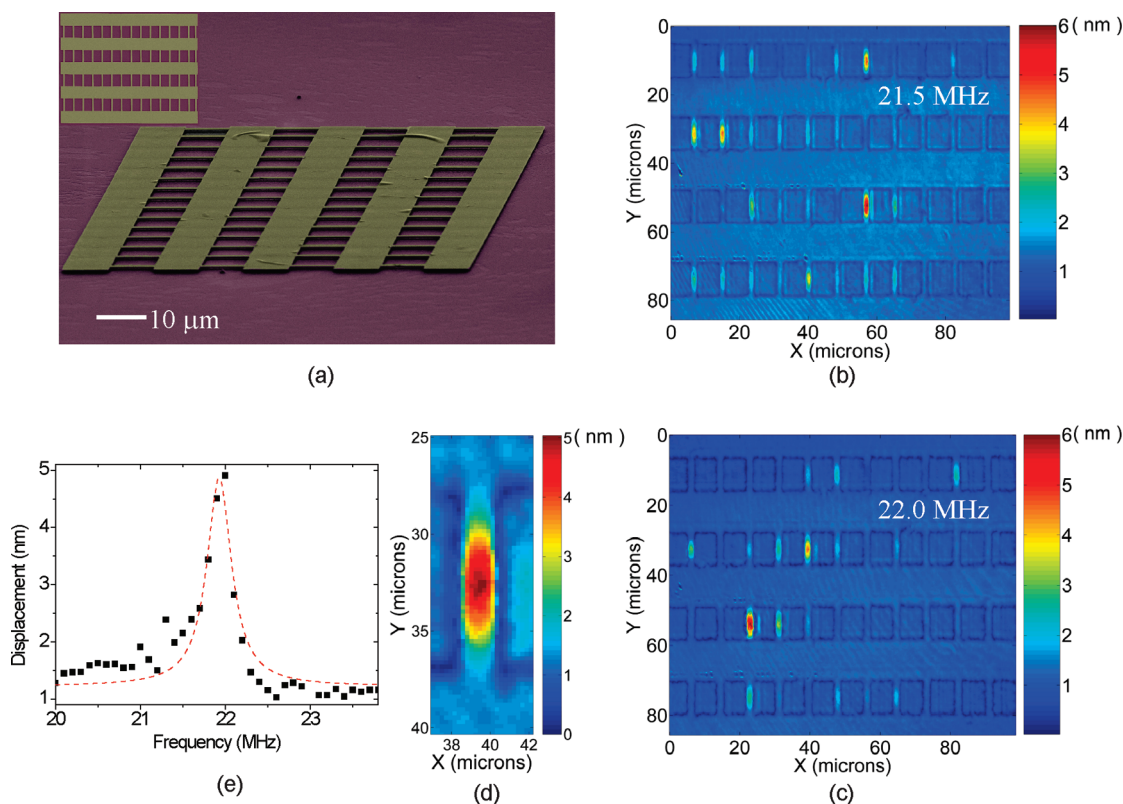 10 μm
(a)
6 ( nm)
5
4
3
2
1
0
20
40
60
80
Y (microns)
21.5 MHz
0 20 40 60 80
X (microns)
(b)
5
4
3
2
1
Displacement (nm)
20 21 22 23
Frequency (MHz)
(e)
25
30
35
40
Y (microns)
5 ( nm)
4
3
2
1
0
38 40 42
X (microns)
(d)
6 ( nm)
5
4
3
2
1
0
20
40
60
80
Y (microns)
22.0 MHz
0 20 40 60 80
X (microns)
(c)